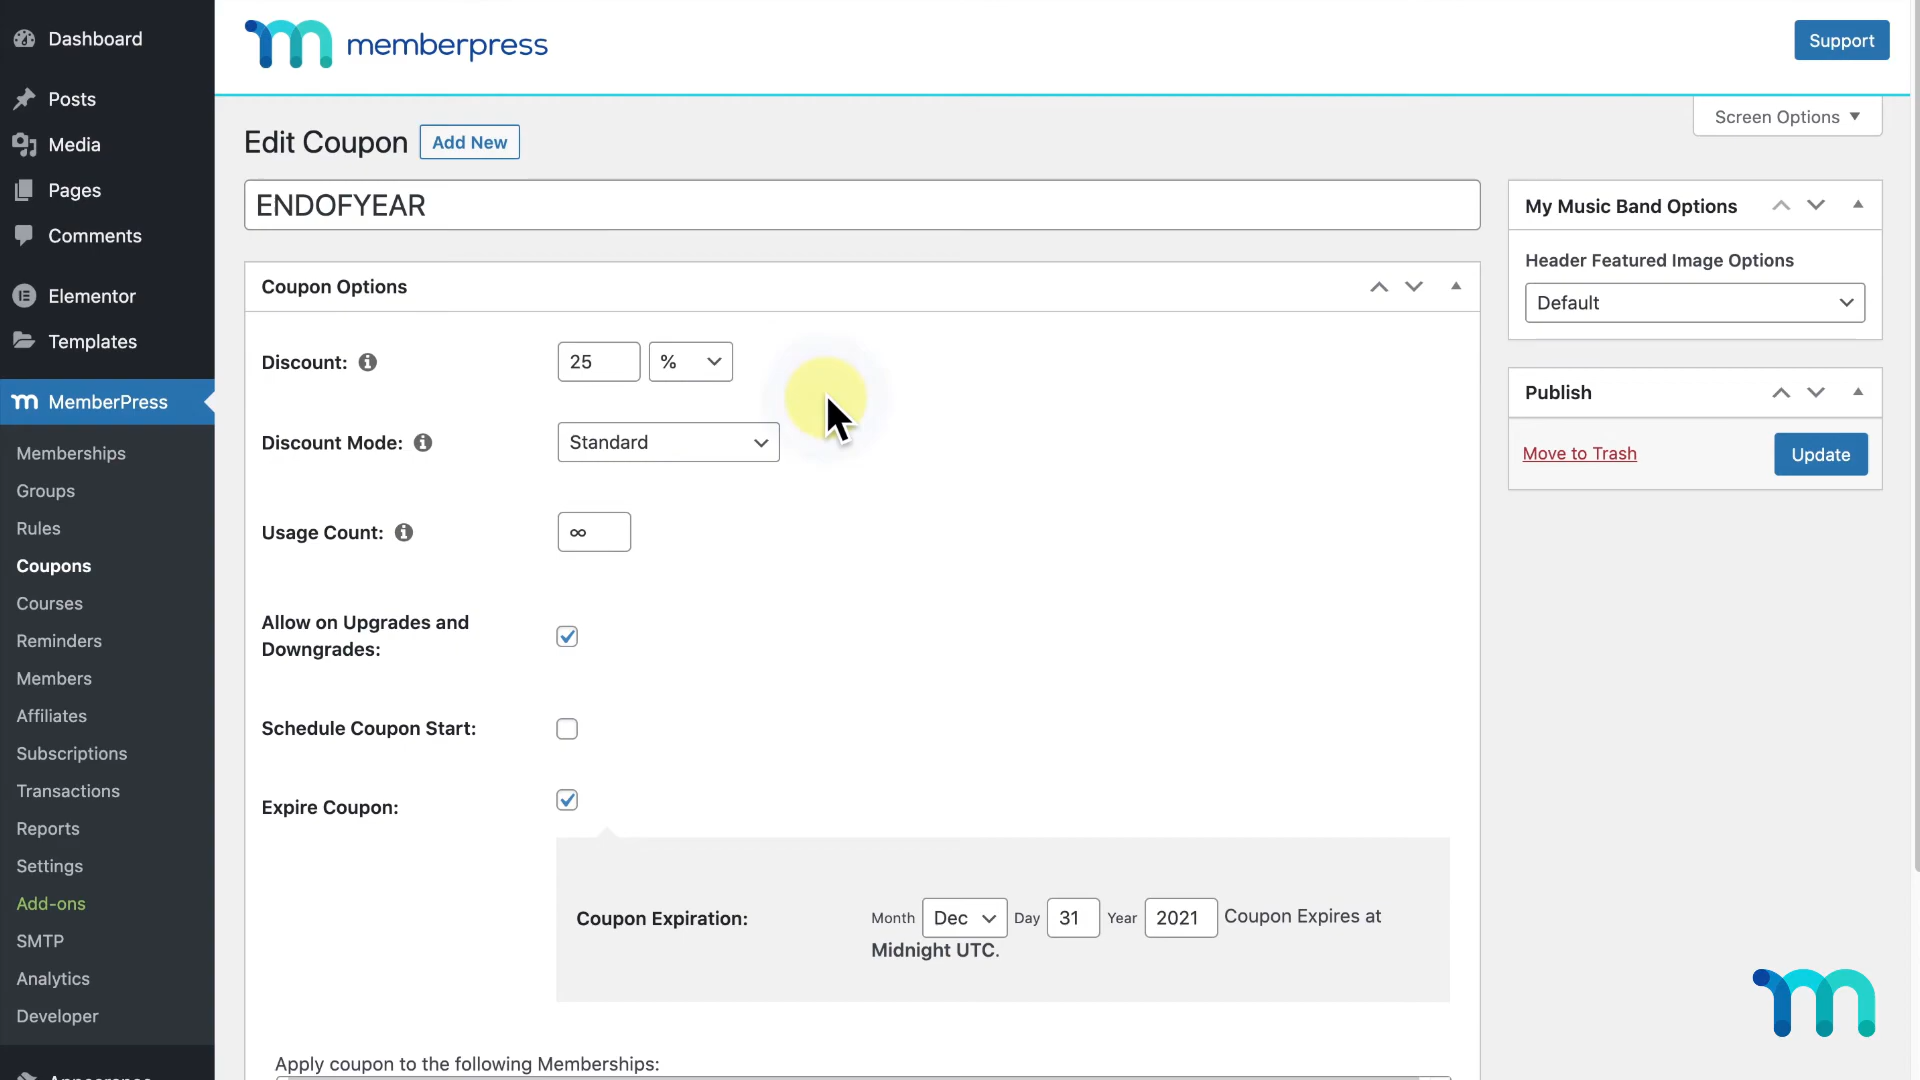 Dashboard
Posts
Media
Pages
Comments
Elementor
Templates
MemberPress
Memberships
Groups
Rules
Coupons
Courses
Reminders
Members
Affiliates
Subscriptions
Transactions
Reports
Settings
Add-ons
SMTP
Analytics
Developer
Appearance
memberpress
Support
Screen Options
Edit Coupon Add New
ENDOFYEAR
Coupon Options
Discount: 25 %
Discount Mode: Standard
Usage Count: ∞
Allow on Upgrades and
Downgrades:
Schedule Coupon Start:
Expire Coupon:
Coupon Expiration: Month Dec Day 31 Year 2021 Coupon Expires at
Midnight UTC.
Apply coupon to the following Memberships:
My Music Band Options
Header Featured Image Options
Default
Publish
Move to Trash Update